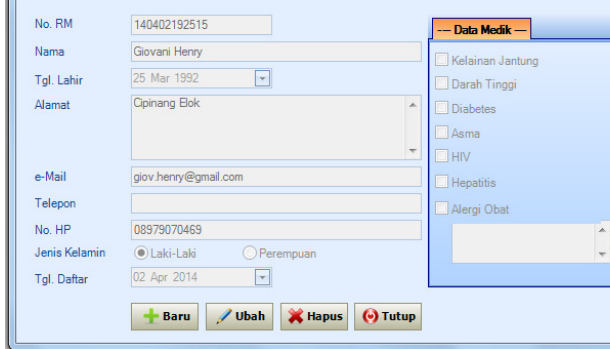 No. RM 140402192515
Nama Giovani Henry
Tgl. Lahir 25 Mar 1992
Alamat Cipinang Elok
e-Mail giov.henry@gmail.com
Telepon
No. HP 08979070469
Jenis Kelamin Laki-Laki Perempuan
Tgl. Daftar 02 Apr 2014
Baru Ubah Hapus Tutup
--- Data Medik ---
Kelainan Jantung
Darah Tinggi
Diabetes
Asma
HIV
Hepatitis
Alergi Obat